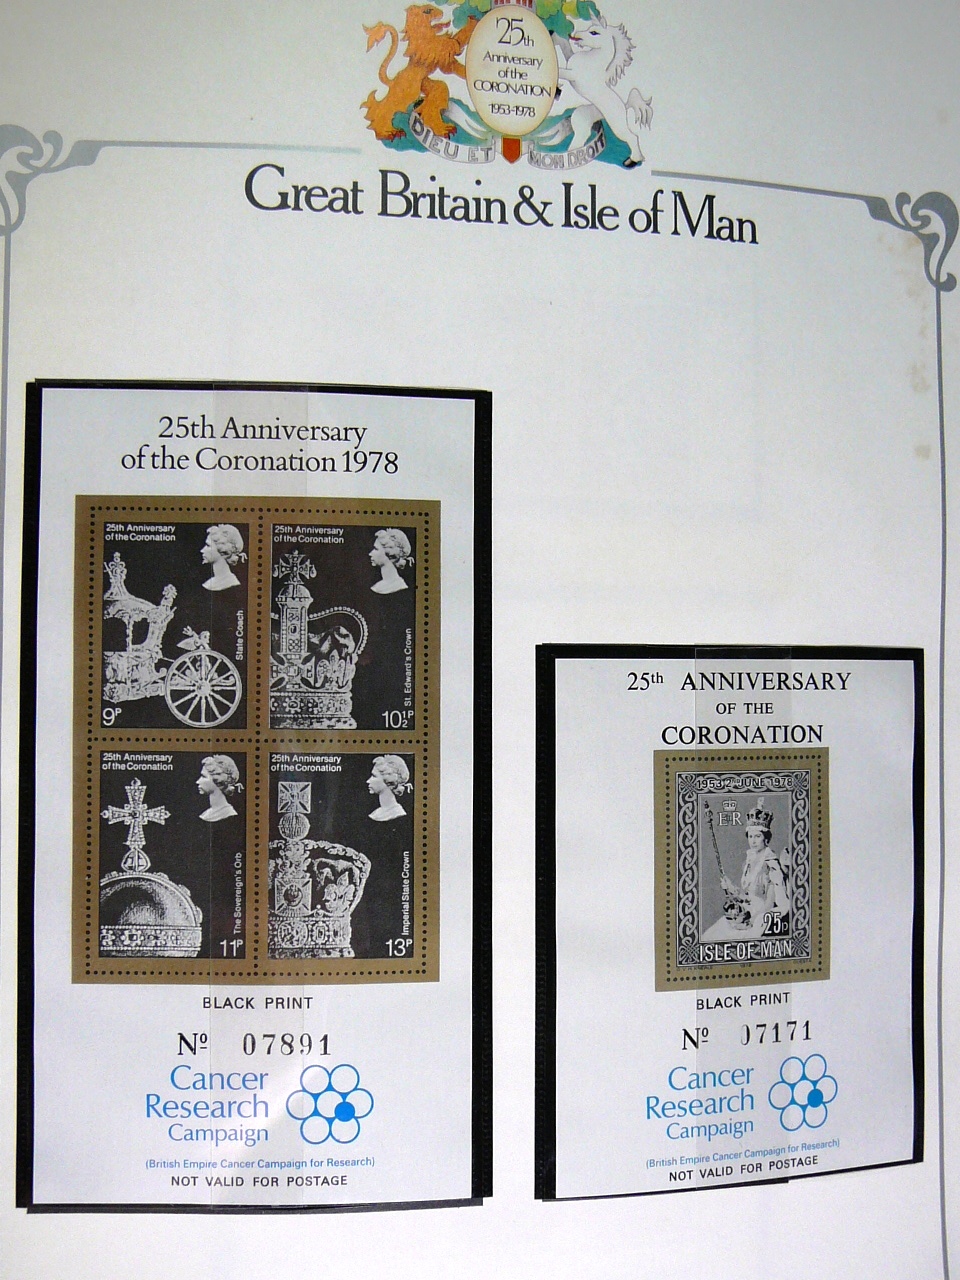 25th
Anniversary
of the
CORONATION
1953-1978
DIEU ET MON DROIT
Great Britain & Isle of Man
25th Anniversary
of the Coronation 1978
25th Anniversary
of the Coronation
State Coach
9P
25th Anniversary
of the Coronation
St. Edward's Crown
10½P
25th Anniversary
of the Coronation
The Sovereign's Orb
11P
25th Anniversary
of the Coronation
Imperial State Crown
13P
BLACK PRINT
Nº 07891
Cancer
Research
Campaign
(British Empire Cancer Campaign for Research)
NOT VALID FOR POSTAGE
25th ANNIVERSARY
OF THE
CORONATION
1953 2nd JUNE 1978
E R
25p
ISLE OF MAN
BLACK PRINT
Nº 07171
Cancer
Research
Campaign
(British Empire Cancer Campaign for Research)
NOT VALID FOR POSTAGE